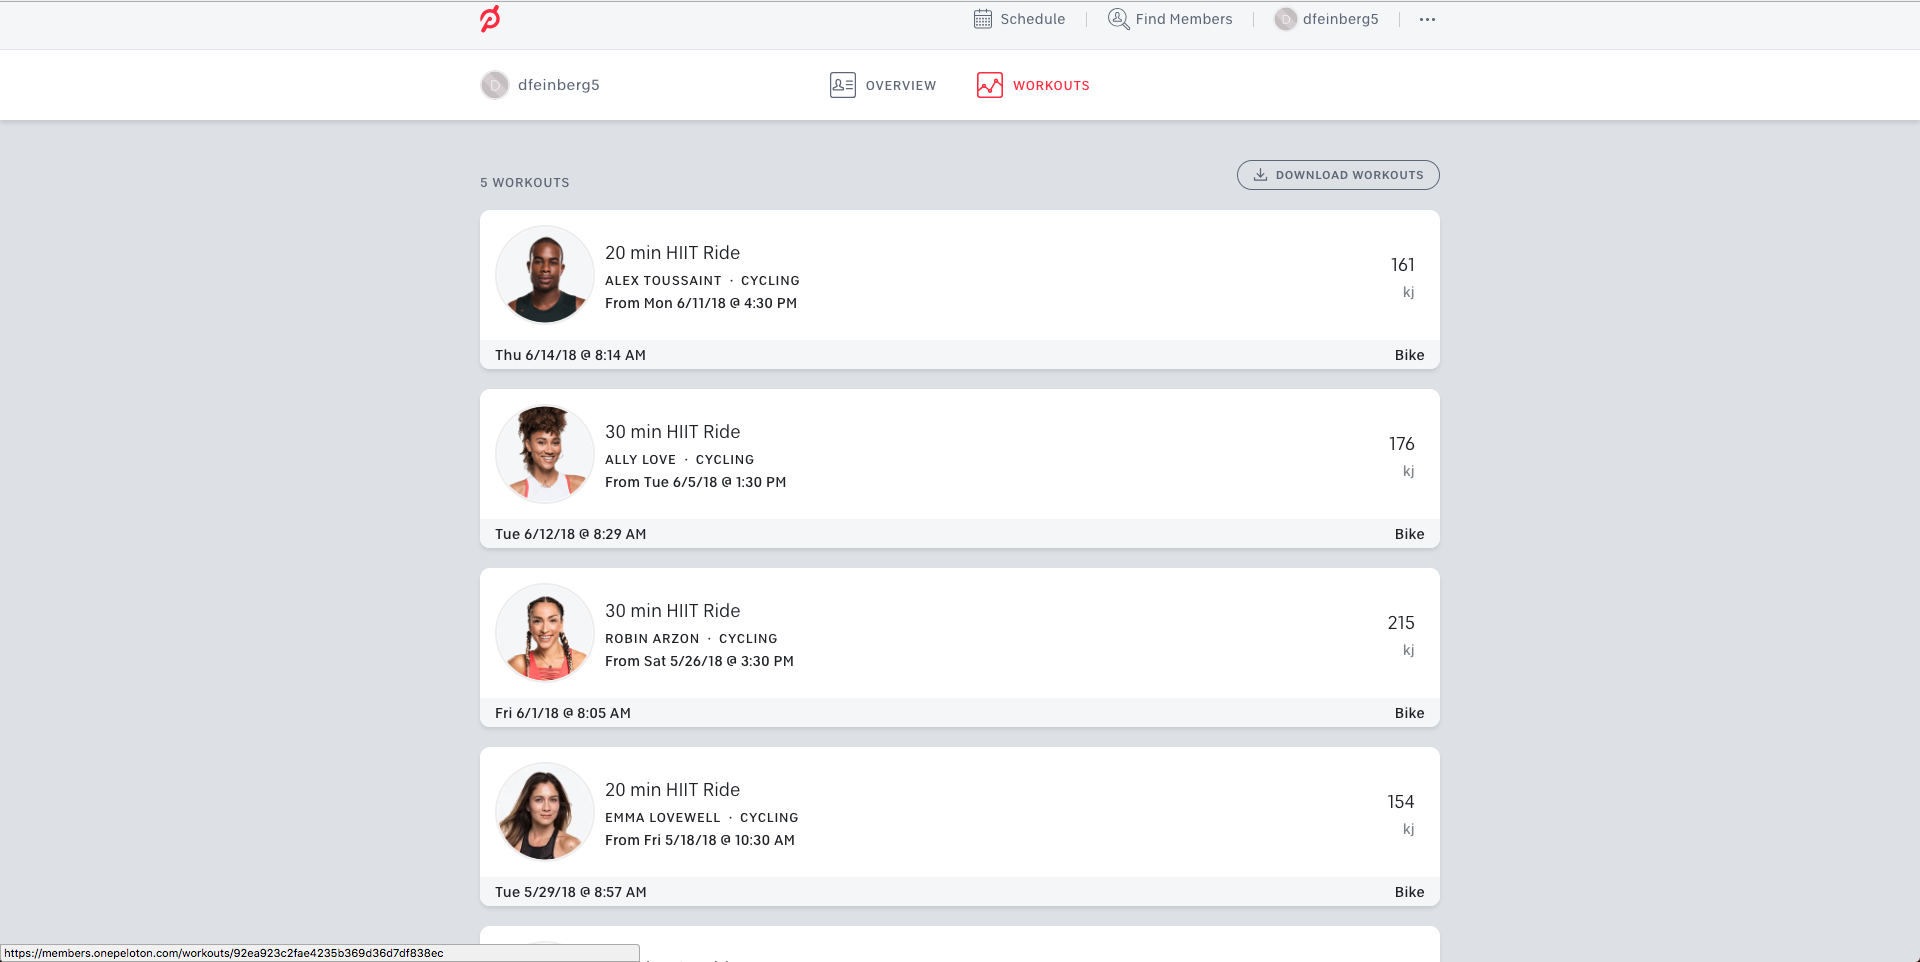 Schedule
Find Members
D
dfeinberg5
D
dfeinberg5
OVERVIEW
WORKOUTS
5 WORKOUTS
DOWNLOAD WORKOUTS
20 min HIIT Ride
ALEX TOUSSAINT · CYCLING
From Mon 6/11/18 @ 4:30 PM
161
kj
Thu 6/14/18 @ 8:14 AM
Bike
30 min HIIT Ride
ALLY LOVE · CYCLING
From Tue 6/5/18 @ 1:30 PM
176
kj
Tue 6/12/18 @ 8:29 AM
Bike
30 min HIIT Ride
ROBIN ARZON · CYCLING
From Sat 5/26/18 @ 3:30 PM
215
kj
Fri 6/1/18 @ 8:05 AM
Bike
20 min HIIT Ride
EMMA LOVEWELL · CYCLING
From Fri 5/18/18 @ 10:30 AM
154
kj
Tue 5/29/18 @ 8:57 AM
Bike
https://members.onepeloton.com/workouts/92ea923c2fae4235b369d36d7df838ec